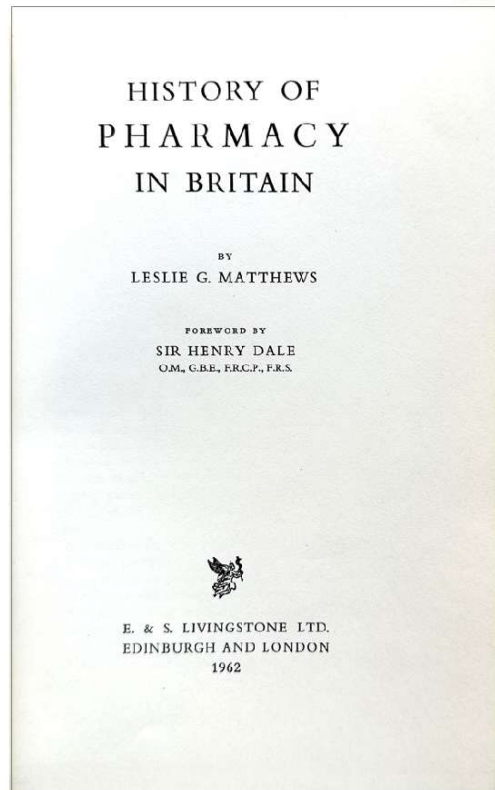 HISTORY OF
PHARMACY
IN BRITAIN
BY
LESLIE G. MATTHEWS
FOREWORD BY
SIR HENRY DALE
O.M., G.B.E., F.R.C.P., F.R.S.
E. & S. LIVINGSTONE LTD.
EDINBURGH AND LONDON
1962